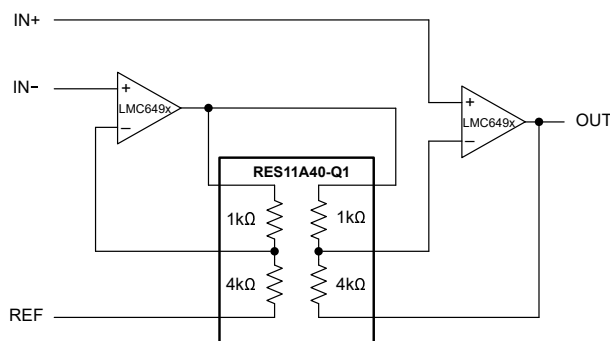 IN+
IN−
+
LMC649x
−
+
LMC649x
−
OUT
RES11A40-Q1
1kΩ
1kΩ
4kΩ
4kΩ
REF